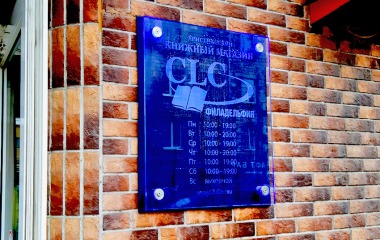 ХРИСТИАНСКИЙ
КНИЖНЫЙ МАГАЗИН
CLC
ФИЛАДЕЛЬФИЯ
Пн 10:00 - 19:00
Вт 10:00 - 20:00
Ср 10:00 - 19:00
Чт 10:00 - 20:00
Пт 10:00 - 19:00
Сб 10:00 - 19:00
Вс выходной